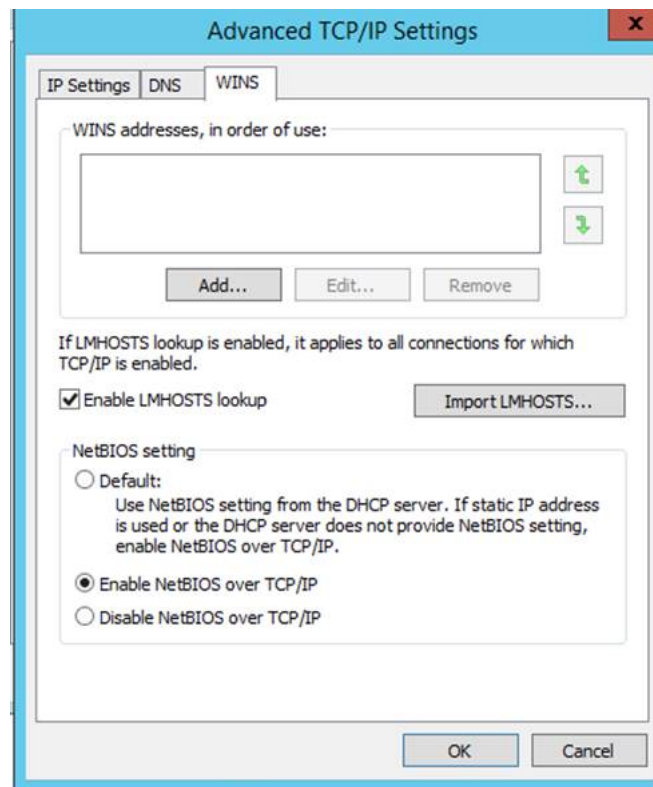 Advanced TCP/IP Settings
x
IP Settings
DNS
WINS
WINS addresses, in order of use:
Add...
Edit...
Remove
If LMHOSTS lookup is enabled, it applies to all connections for which
TCP/IP is enabled.
Enable LMHOSTS lookup
Import LMHOSTS...
NetBIOS setting
Default:
Use NetBIOS setting from the DHCP server. If static IP address
is used or the DHCP server does not provide NetBIOS setting,
enable NetBIOS over TCP/IP.
Enable NetBIOS over TCP/IP
Disable NetBIOS over TCP/IP
OK
Cancel